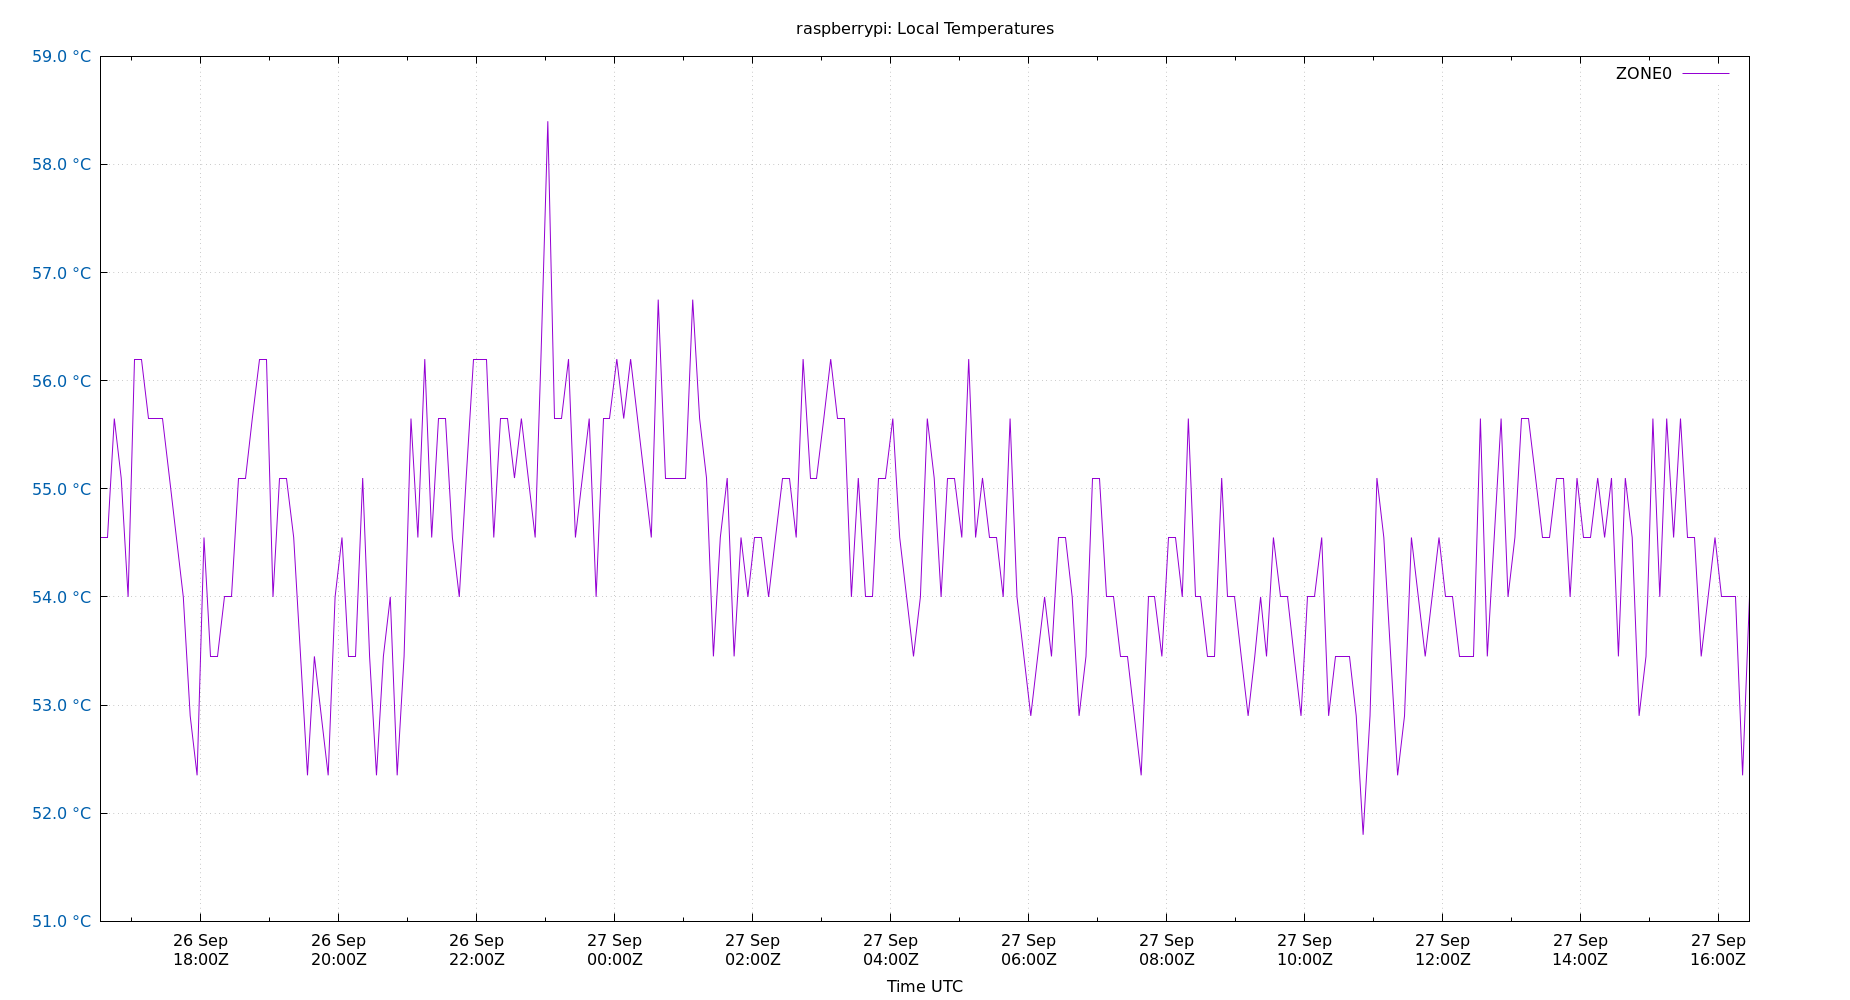 raspberrypi: Local Temperatures
59.0 °C
ZONE0
58.0 °C
57.0 °C
56.0 °C
55.0 °C
54.0 °C
53.0 °C
52.0 °C
51.0 °C
26 Sep 26 Sep 26 Sep 27 Sep 27 Sep 27 Sep 27 Sep 27 Sep 27 Sep 27 Sep 27 Sep 27 Sep
18:00Z 20:00Z 22:00Z 00:00Z 02:00Z 04:00Z 06:00Z 08:00Z 10:00Z 12:00Z 14:00Z 16:00Z
Time UTC